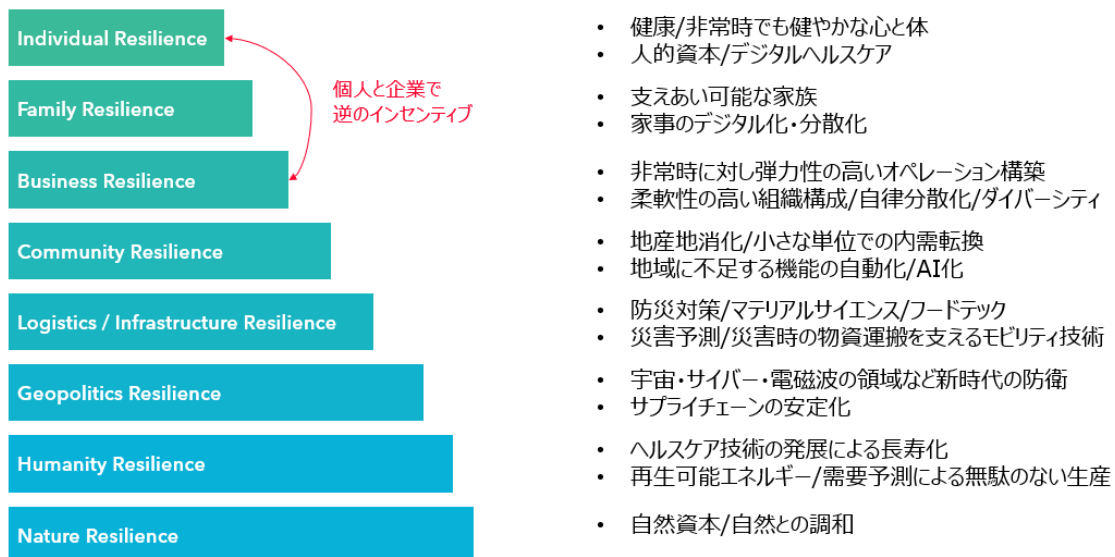 Individual Resilience
• 健康/非常時でも健やかな心と体
• 人的資本/デジタルヘルスケア
個人と企業で
逆のインセンティブ
Family Resilience
• 支えあい可能な家族
• 家事のデジタル化・分散化
Business Resilience
• 非常時に対し弾力性の高いオペレーション構築
• 柔軟性の高い組織構成/自律分散化/ダイバーシティ
Community Resilience
• 地産地消化/小さな単位での内需転換
• 地域に不足する機能の自動化/AI化
Logistics / Infrastructure Resilience
• 防災対策/マテリアルサイエンス/フードテック
• 災害予測/災害時の物資運搬を支えるモビリティ技術
Geopolitics Resilience
• 宇宙・サイバー・電磁波の領域など新時代の防衛
• サプライチェーンの安定化
Humanity Resilience
• ヘルスケア技術の発展による長寿化
• 再生可能エネルギー/需要予測による無駄のない生産
Nature Resilience
• 自然資本/自然との調和